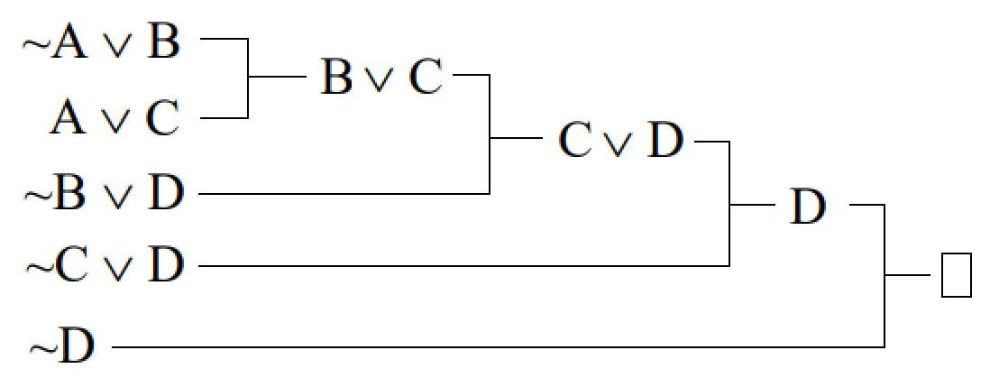 ~A ∨ B
B ∨ C
A ∨ C
C ∨ D
~B ∨ D
D
~C ∨ D
□
~D